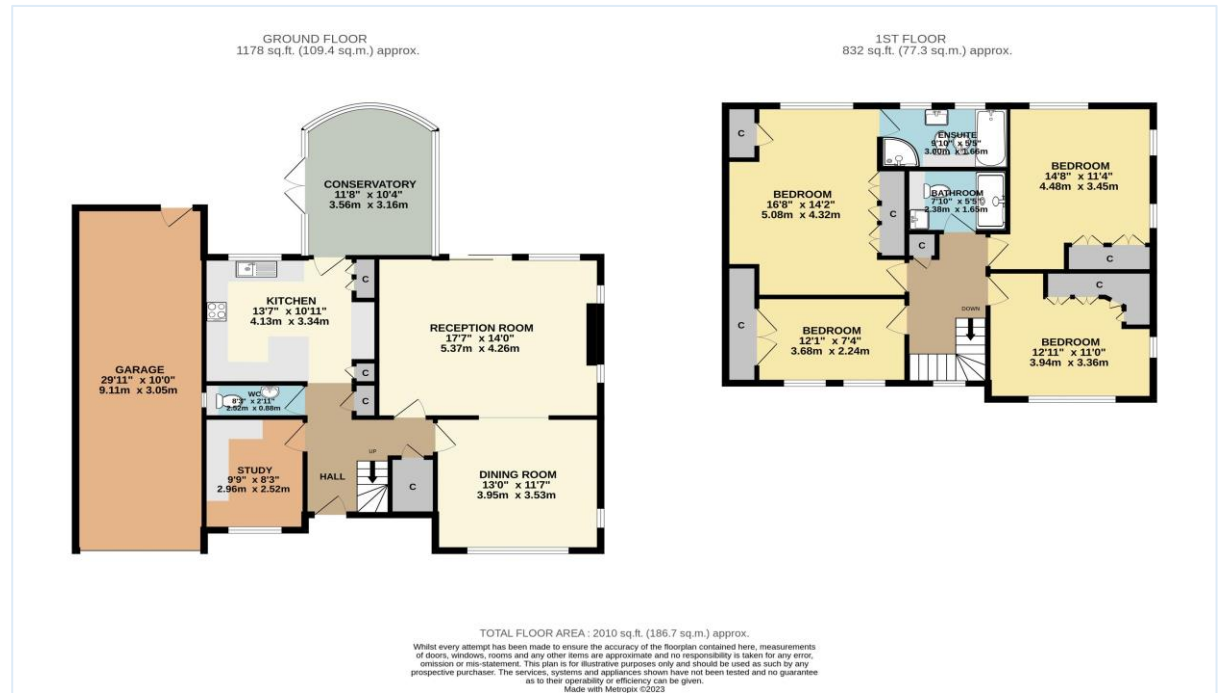 GROUND FLOOR
1178 sq.ft. (109.4 sq.m.) approx.
CONSERVATORY
11'8" x 10'4"
3.56m x 3.16m
KITCHEN
13'7" x 10'11"
4.13m x 3.34m
C
RECEPTION ROOM
17'7" x 14'0"
5.37m x 4.26m
GARAGE
29'11" x 10'0"
9.11m x 3.05m
C
WC
8'3" x 2'11"
2.52m x 0.88m
C
STUDY
9'9" x 8'3"
2.96m x 2.52m
HALL
UP
C
DINING ROOM
13'0" x 11'7"
3.95m x 3.53m
1ST FLOOR
832 sq.ft. (77.3 sq.m.) approx.
C
ENSUITE
9'10" x 5'5"
3.00m x 1.66m
BEDROOM
16'8" x 14'2"
5.08m x 4.32m
C
BATHROOM
7'10" x 5'5"
2.38m x 1.65m
BEDROOM
14'8" x 11'4"
4.48m x 3.45m
C
C
C
BEDROOM
12'1" x 7'4"
3.68m x 2.24m
DOWN
C
BEDROOM
12'11" x 11'0"
3.94m x 3.36m
TOTAL FLOOR AREA : 2010 sq.ft. (186.7 sq.m.) approx.
Whilst every attempt has been made to ensure the accuracy of the floorplan contained here, measurements
of doors, windows, rooms and any other items are approximate and no responsibility is taken for any error,
omission or mis-statement. This plan is for illustrative purposes only and should be used as such by any
prospective purchaser. The services, systems and appliances shown have not been tested and no guarantee
as to their operability or efficiency can be given.
Made with Metropix ©2023